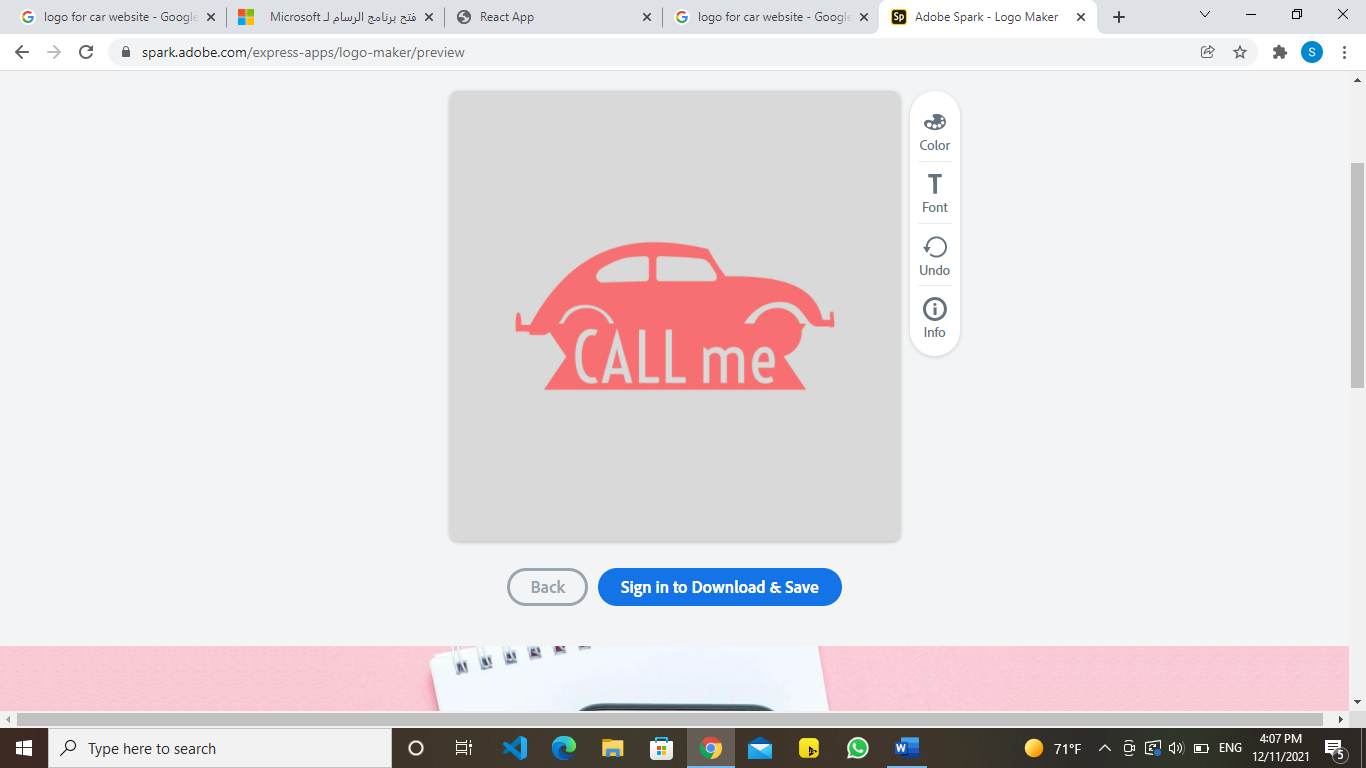 logo for car website - Google
فتح برنامج الرسام لـ Microsoft
React App
logo for car website - Google
Sp
Adobe Spark - Logo Maker
spark.adobe.com/express-apps/logo-maker/preview
S
Color
T
Font
Undo
Info
CALL me
Back
Sign in to Download & Save
Type here to search
71°F
ENG
4:07 PM
12/11/2021
5